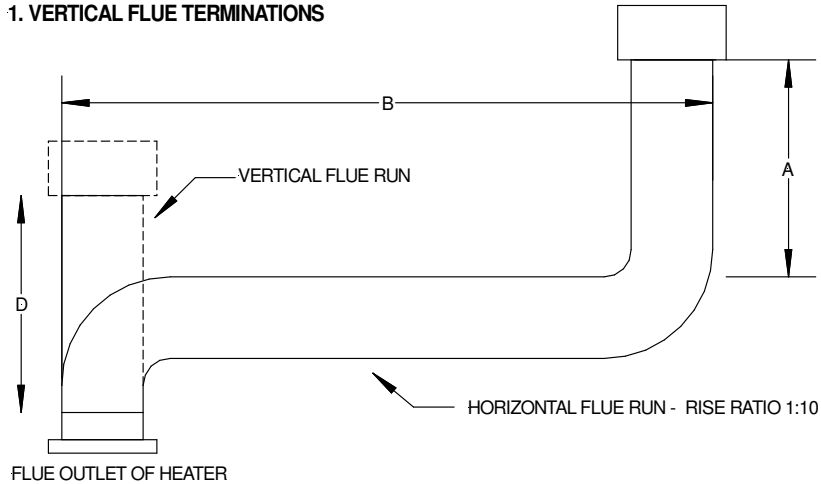 1. VERTICAL FLUE TERMINATIONS
B
A
VERTICAL FLUE RUN
D
HORIZONTAL FLUE RUN - RISE RATIO 1:10
FLUE OUTLET OF HEATER